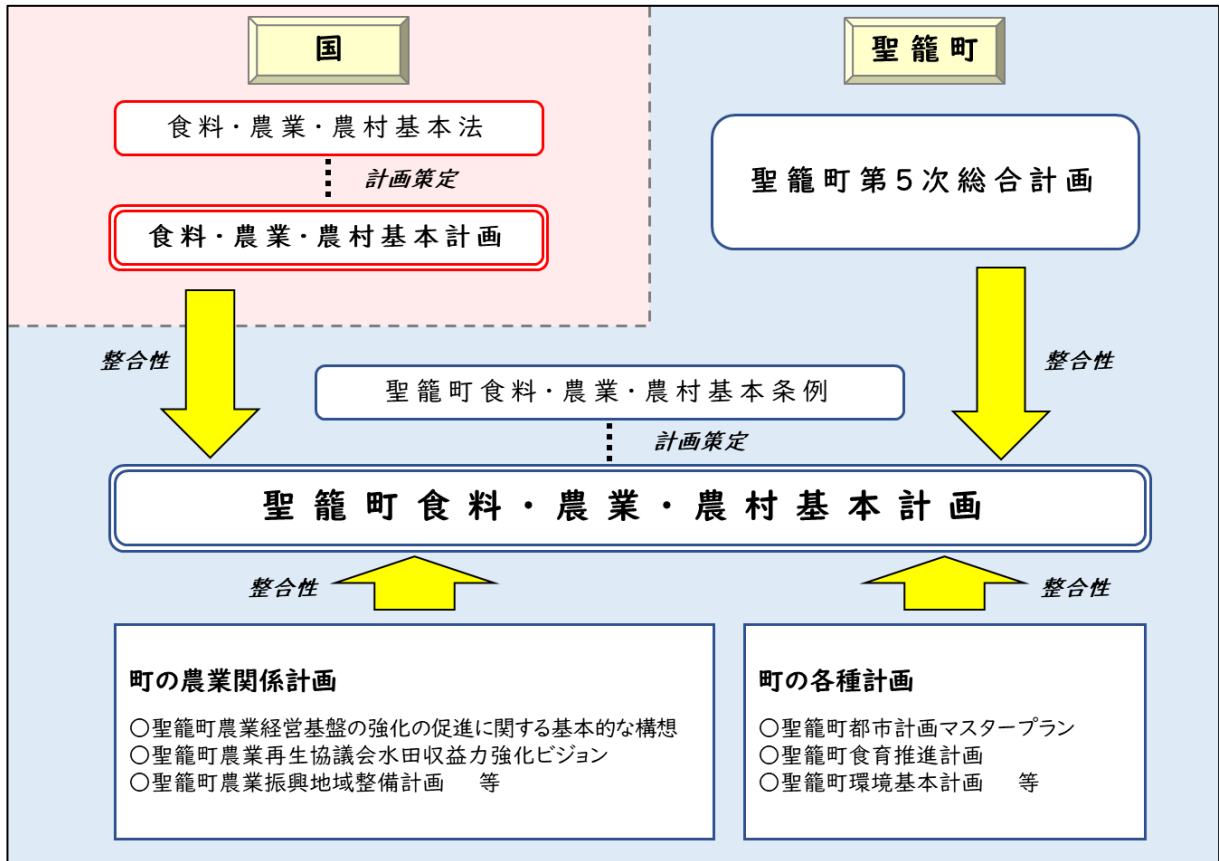 国
食料・農業・農村基本法
計画策定
食料・農業・農村基本計画
整合性
聖籠町
聖籠町第5次総合計画
整合性
聖籠町食料・農業・農村基本条例
計画策定
聖籠町食料・農業・農村基本計画
整合性
整合性
町の農業関係計画
○聖籠町農業経営基盤の強化の促進に関する基本的な構想
○聖籠町農業再生協議会水田収益力強化ビジョン
○聖籠町農業振興地域整備計画 等
町の各種計画
○聖籠町都市計画マスタープラン
○聖籠町食育推進計画
○聖籠町環境基本計画 等